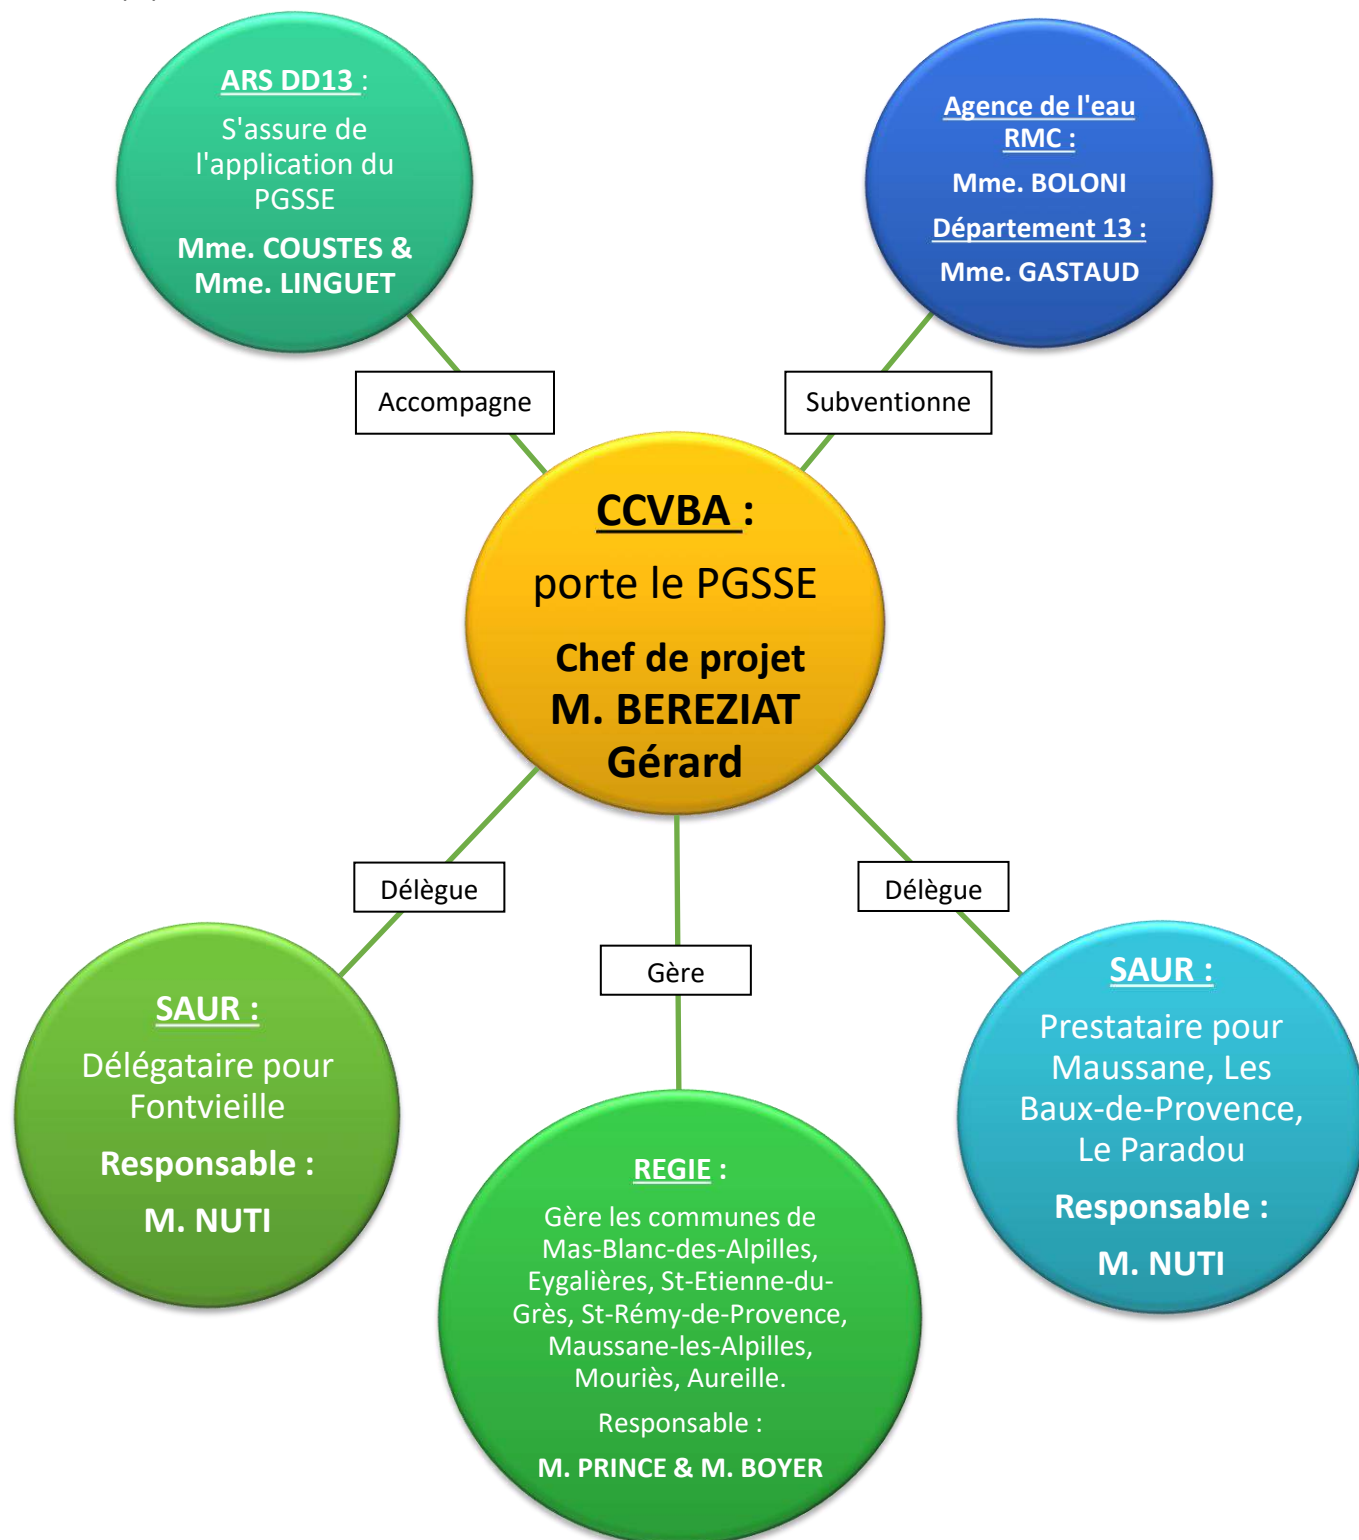 ARS DD13 :
S'assure de
l'application du
PGSSE
Mme. COUSTES &
Mme. LINGUET
Agence de l'eau
RMC :
Mme. BOLONI
Département 13 :
Mme. GASTAUD
Accompagne
Subventionne
CCVBA :
porte le PGSSE
Chef de projet
M. BEREZIAT
Gérard
Délègue
Gère
Délègue
SAUR :
Délégataire pour
Fontvieille
Responsable :
M. NUTI
REGIE :
Gère les communes de
Mas-Blanc-des-Alpilles,
Eygalières, St-Etienne-du-
Grès, St-Rémy-de-Provence,
Maussane-les-Alpilles,
Mouriès, Aureille.
Responsable :
M. PRINCE & M. BOYER
SAUR :
Prestataire pour
Maussane, Les
Baux-de-Provence,
Le Paradou
Responsable :
M. NUTI